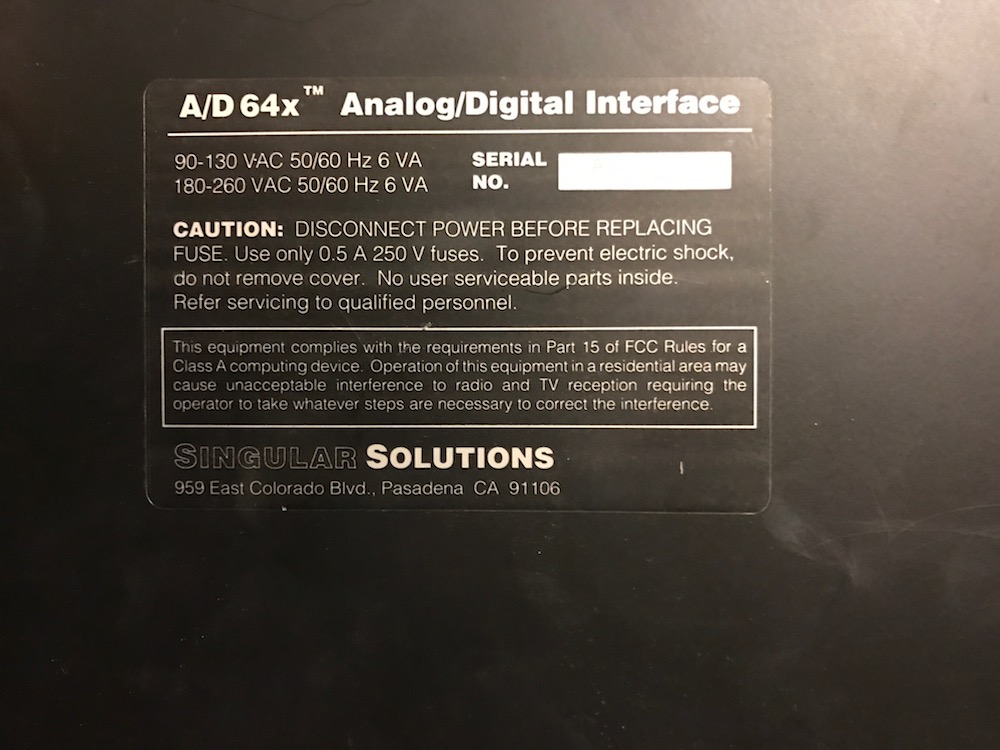 A/D 64x™ Analog/Digital Interface
90-130 VAC 50/60 Hz 6 VA
180-260 VAC 50/60 Hz 6 VA
SERIAL
NO.
CAUTION: DISCONNECT POWER BEFORE REPLACING
FUSE. Use only 0.5 A 250 V fuses. To prevent electric shock,
do not remove cover. No user serviceable parts inside.
Refer servicing to qualified personnel.
This equipment complies with the requirements in Part 15 of FCC Rules for a
Class A computing device. Operation of this equipment in a residential area may
cause unacceptable interference to radio and TV reception requiring the
operator to take whatever steps are necessary to correct the interference.
SINGULAR SOLUTIONS
959 East Colorado Blvd., Pasadena CA 91106